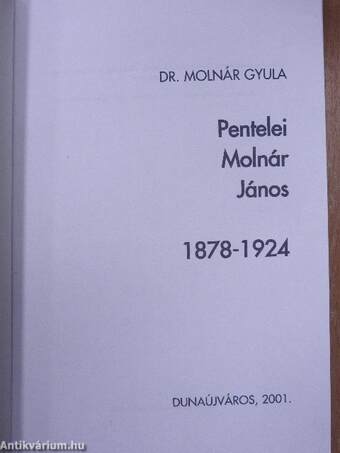 DR. MOLNÁR GYULA
Pentelei
Molnár
János
1878-1924
DUNAÚJVÁROS, 2001.
Antikvárium.hu